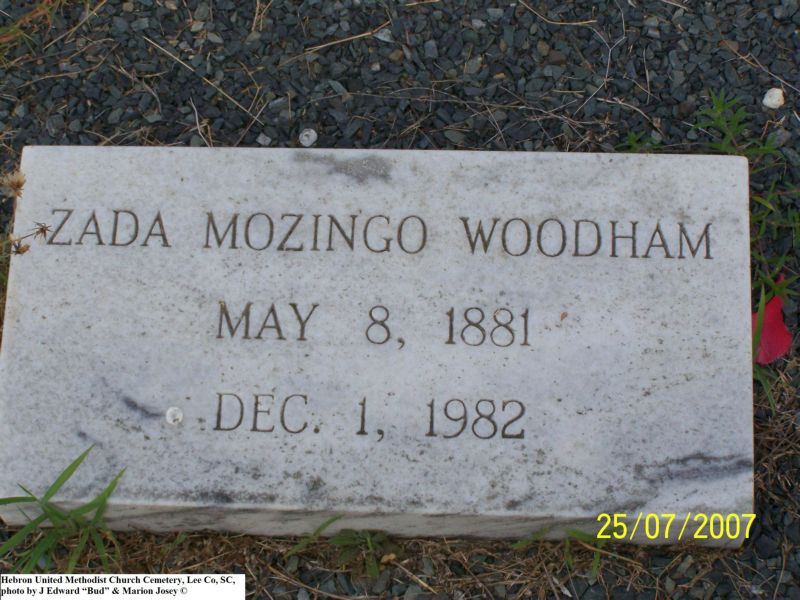 ZADA MOZINGO WOODHAM
MAY 8, 1881
DEC. 1, 1982
25/07/2007
Hebron United Methodist Church Cemetery, Lee Co, SC,
photo by J Edward “Bud” & Marion Josey ©